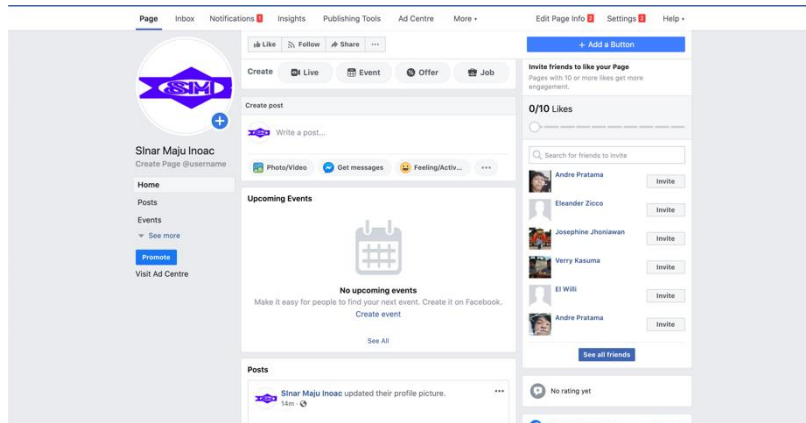 Page Inbox Notifications 1 Insights Publishing Tools Ad Centre More Edit Page Info 2 Settings 2 Help
SIM
SInar Maju Inoac
Create Page @username
Home
Posts
Events
See more
Promote
Visit Ad Centre
Like Follow Share ...
Create Live Event Offer Job
Create post
Write a post...
Photo/Video Get messages Feeling/Activ... ...
Upcoming Events
No upcoming events
Make it easy for people to find your next event. Create it on Facebook.
Create event
See All
Posts
SInar Maju Inoac updated their profile picture. ...
14m ·
+ Add a Button
Invite friends to like your Page
Pages with 10 or more likes get more
engagement.
0/10 Likes
Search for friends to invite
Andre Pratama Invite
Eleander Zicco Invite
Josephine Jhoniawan Invite
Verry Kasuma Invite
El Willi Invite
Andre Pratama Invite
See all friends
No rating yet